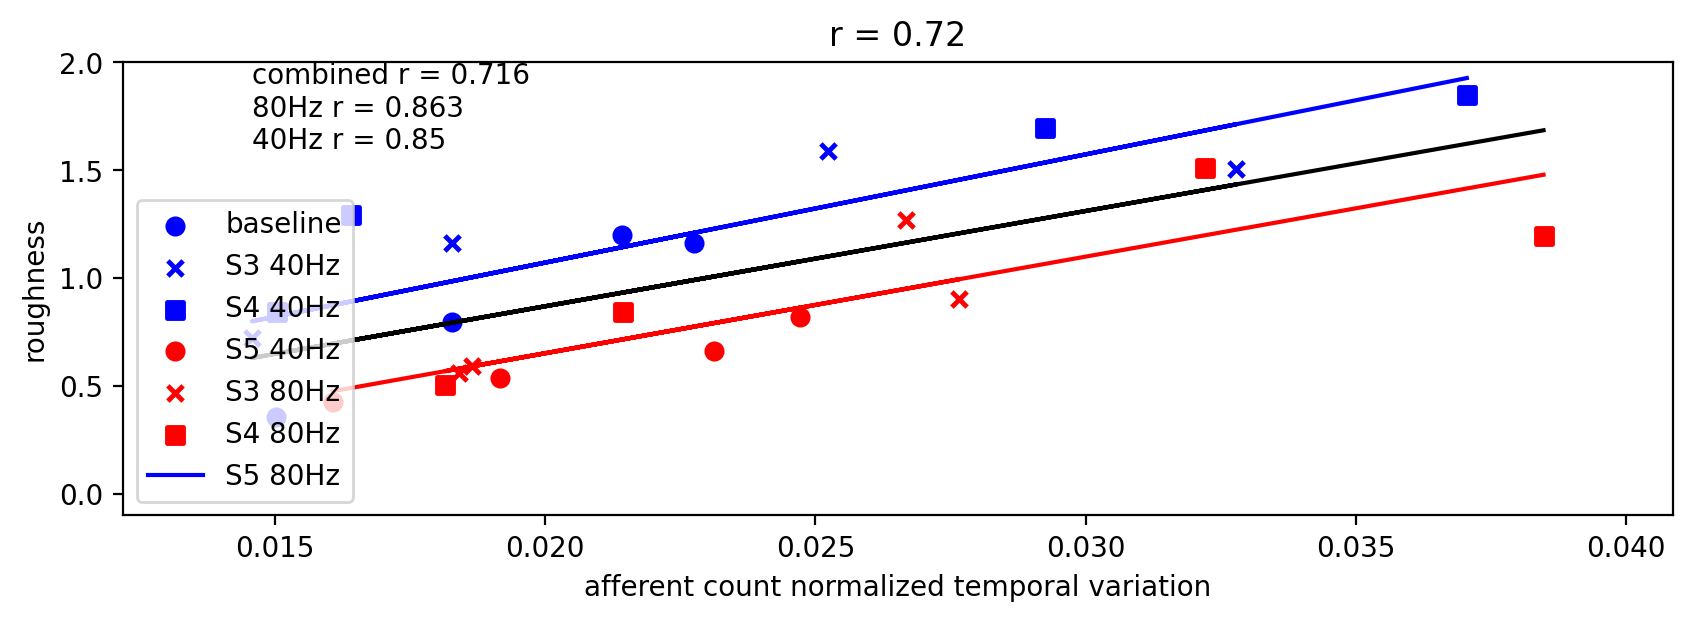 r = 0.72
combined r = 0.716
80Hz r = 0.863
40Hz r = 0.85
2.0
1.5
1.0
0.5
0.0
roughness
baseline
S3 40Hz
S4 40Hz
S5 40Hz
S3 80Hz
S4 80Hz
S5 80Hz
0.015 0.020 0.025 0.030 0.035 0.040
afferent count normalized temporal variation